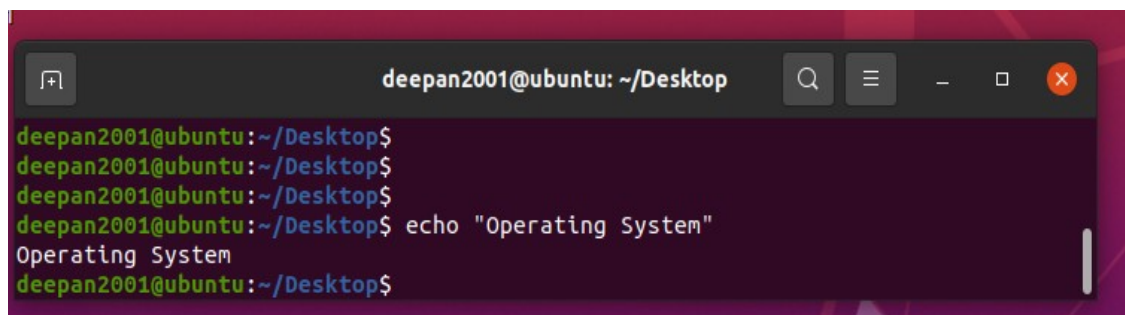 deepan2001@ubuntu: ~/Desktop
deepan2001@ubuntu:~/Desktop$
deepan2001@ubuntu:~/Desktop$
deepan2001@ubuntu:~/Desktop$
deepan2001@ubuntu:~/Desktop$ echo "Operating System"
Operating System
deepan2001@ubuntu:~/Desktop$